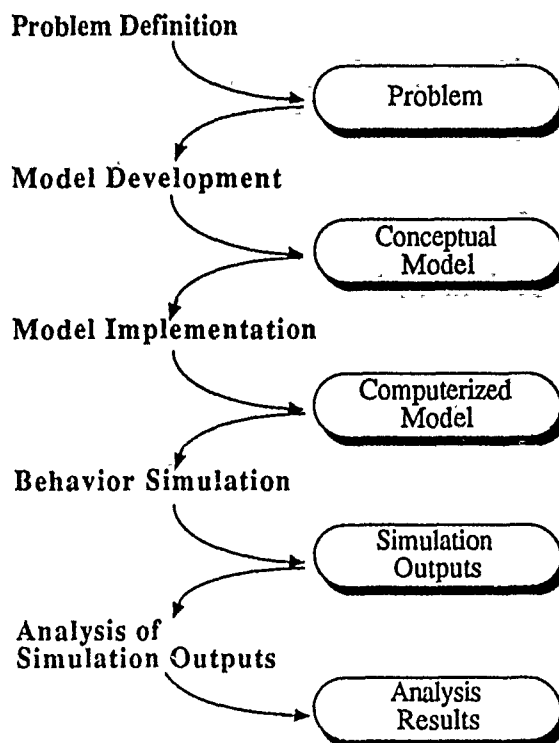 Problem Definition
Problem
Model Development
Conceptual
Model
Model Implementation
Computerized
Model
Behavior Simulation
Simulation
Outputs
Analysis of
Simulation Outputs
Analysis
Results